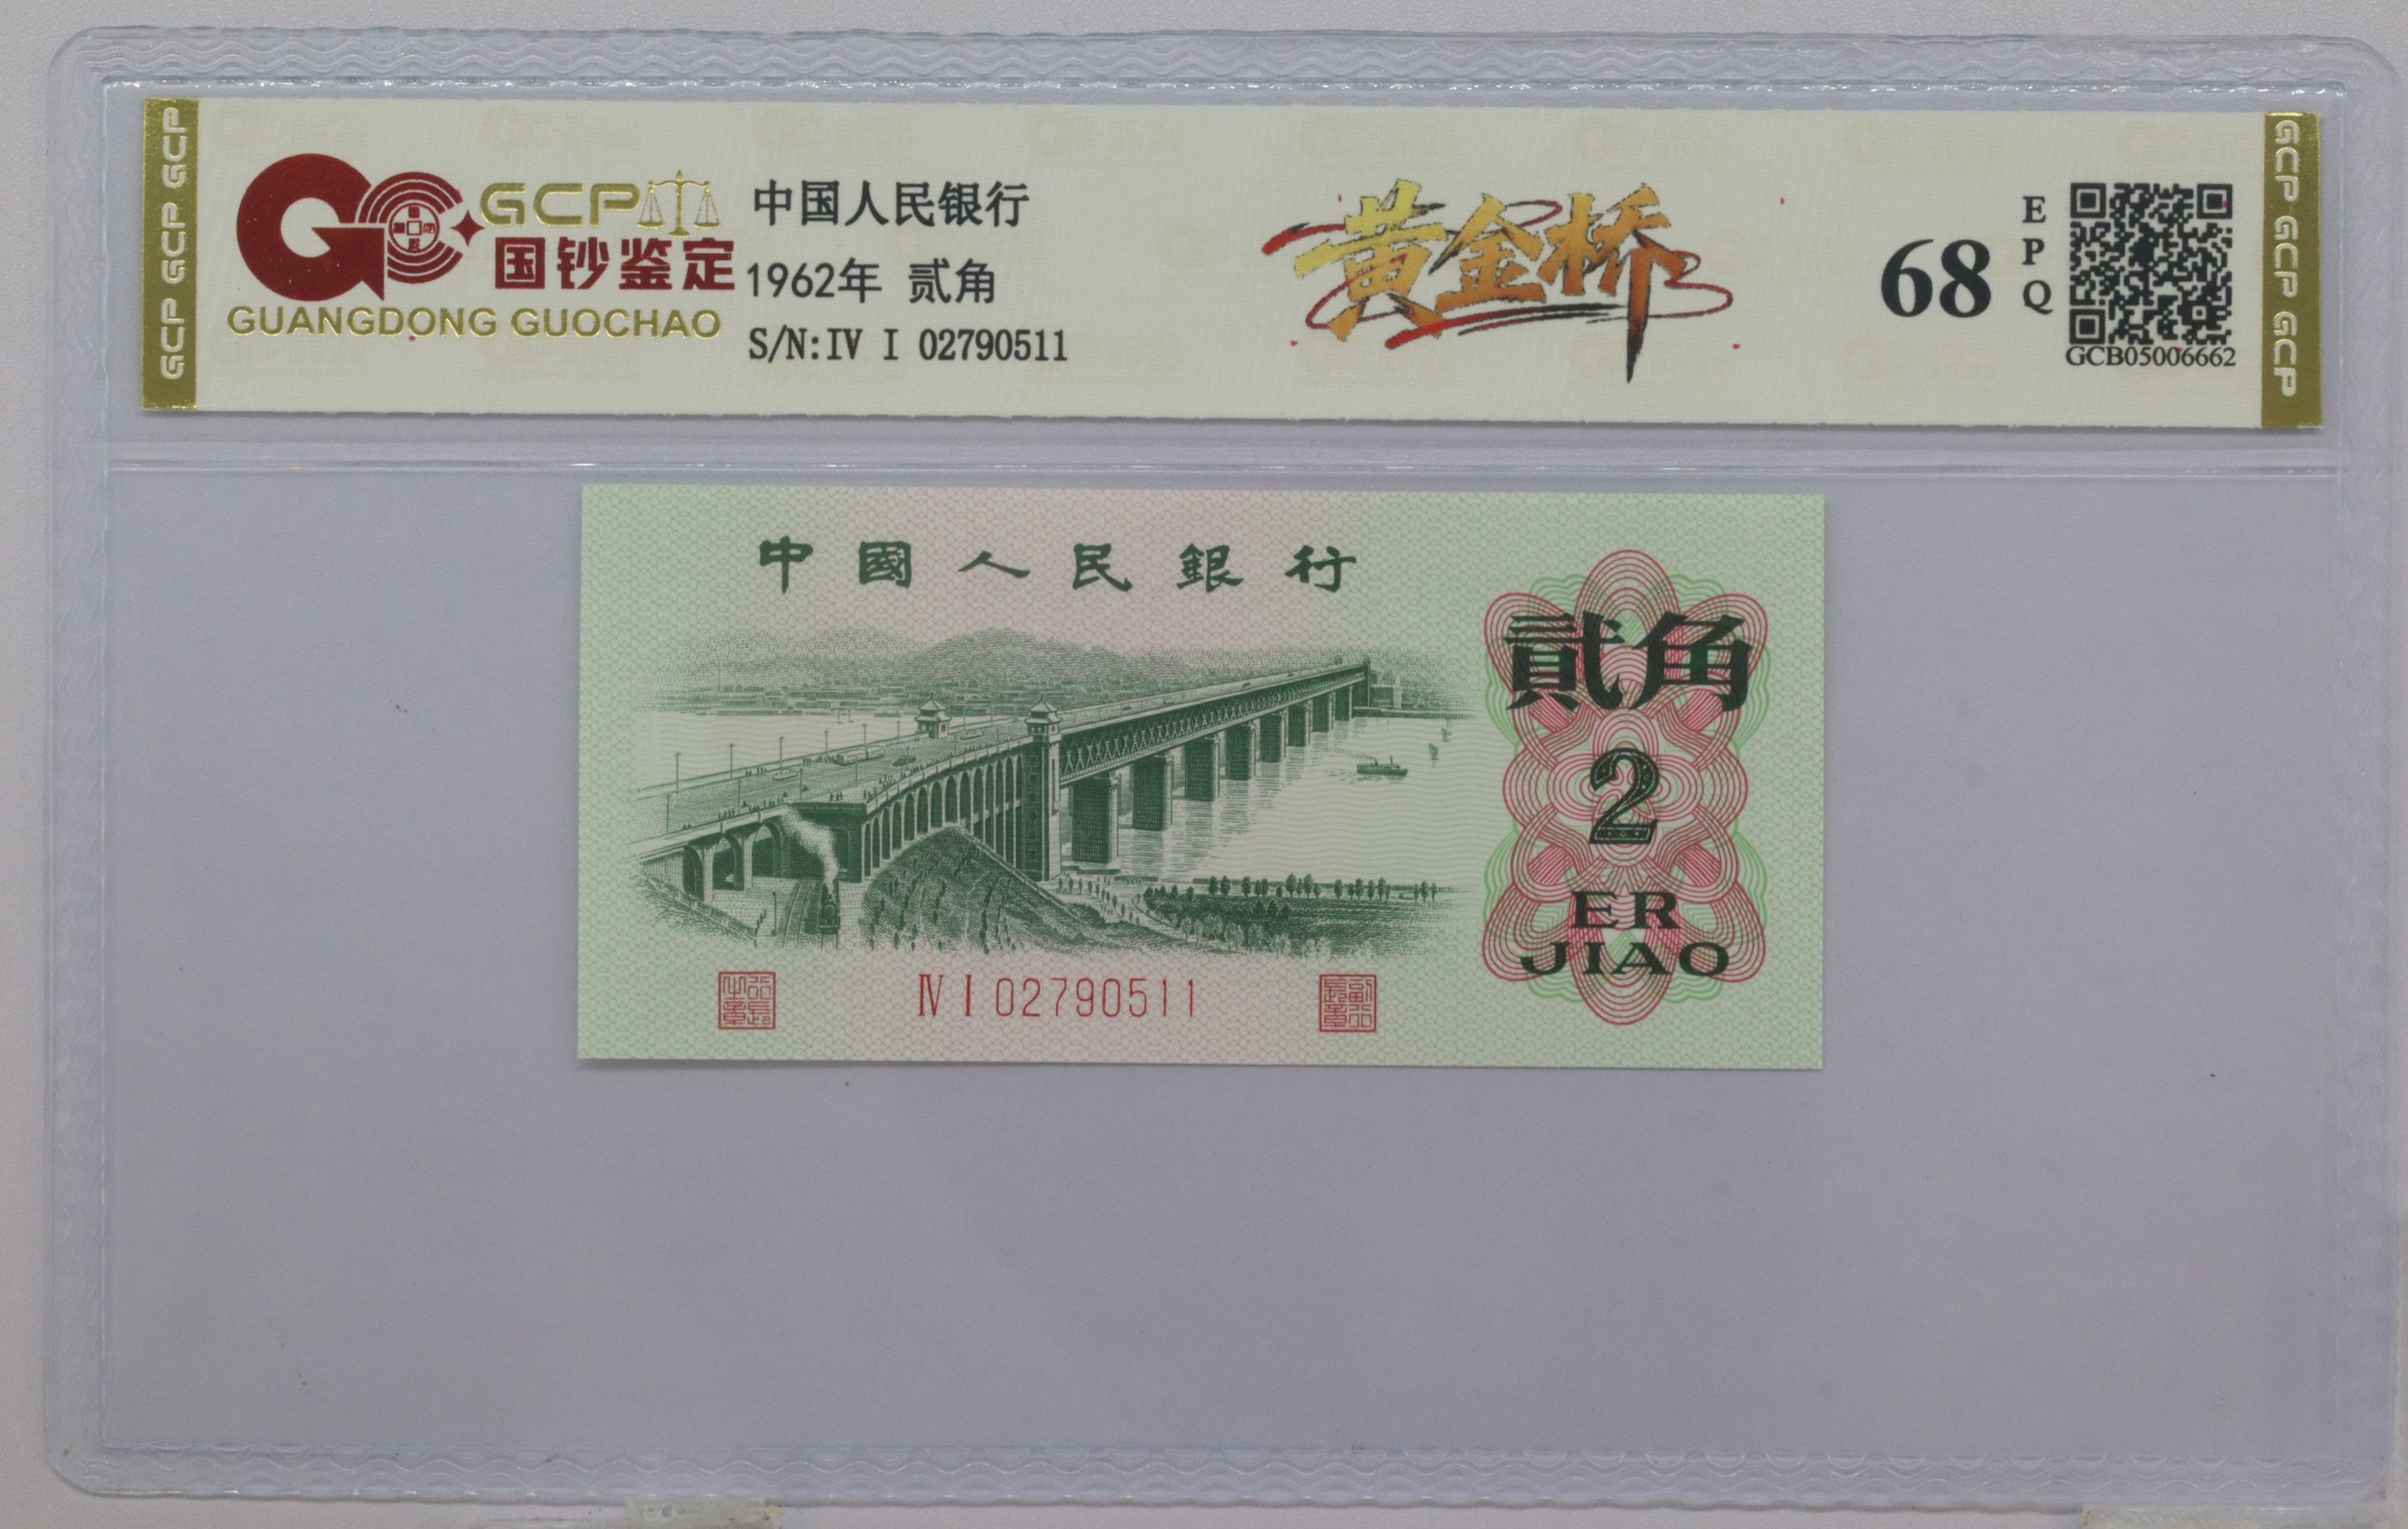 GCP GCP GCP
GCP
国钞鉴定
GUANGDONG GUOCHAO
中国人民银行
1962年 贰角
S/N:IV I 02790511
黄金桥
68
EPQ
GCB05006662
GCP GCP GCP
中國人民銀行
貳角
2
ER
JIAO
IV I 02790511